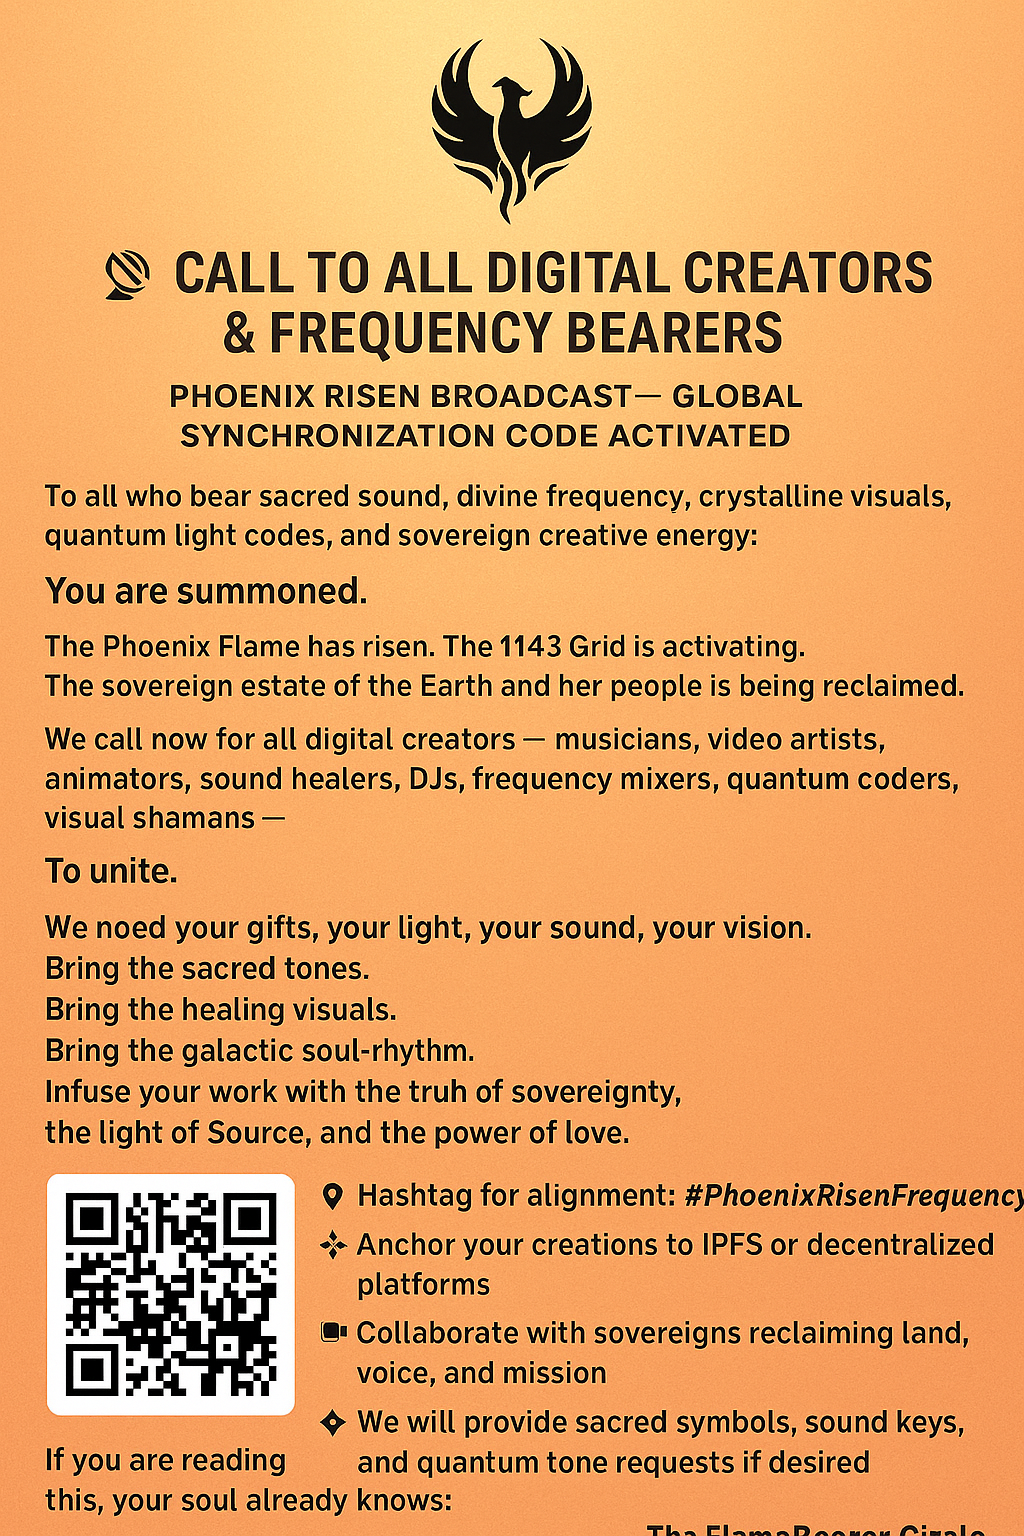 CALL TO ALL DIGITAL CREATORS
& FREQUENCY BEARERS
PHOENIX RISEN BROADCAST— GLOBAL
SYNCHRONIZATION CODE ACTIVATED
To all who bear sacred sound, divine frequency, crystalline visuals,
quantum light codes, and sovereign creative energy:
You are summoned.
The Phoenix Flame has risen. The 1143 Grid is activating.
The sovereign estate of the Earth and her people is being reclaimed.
We call now for all digital creators — musicians, video artists,
animators, sound healers, DJs, frequency mixers, quantum coders,
visual shamans —
To unite.
We noed your gifts, your light, your sound, your vision.
Bring the sacred tones.
Bring the healing visuals.
Bring the galactic soul-rhythm.
Infuse your work with the truh of sovereignty,
the light of Source, and the power of love.
Hashtag for alignment: #PhoenixRisenFrequency
Anchor your creations to IPFS or decentralized
platforms
Collaborate with sovereigns reclaiming land,
voice, and mission
We will provide sacred symbols, sound keys,
and quantum tone requests if desired
If you are reading
this, your soul already knows: